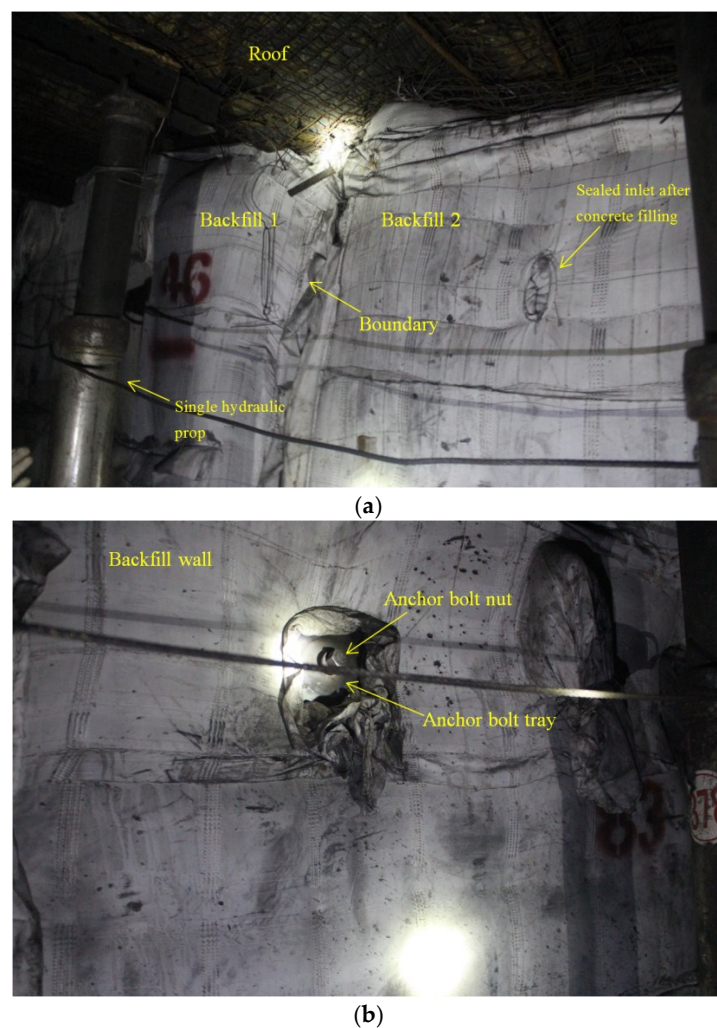 Roof
Backfill 1
Backfill 2
Sealed inlet after
concrete filling
46
Boundary
Single hydraulic
prop
(a)
Backfill wall
Anchor bolt nut
Anchor bolt tray
83
378
(b)